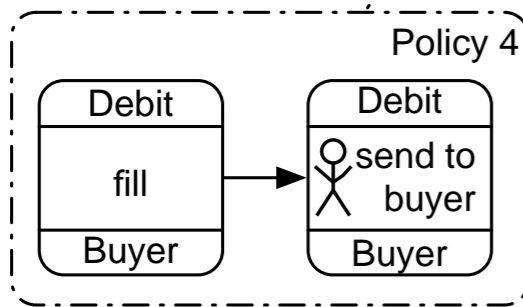 Policy 4
Debit
fill
Buyer
Debit
send to
buyer
Buyer